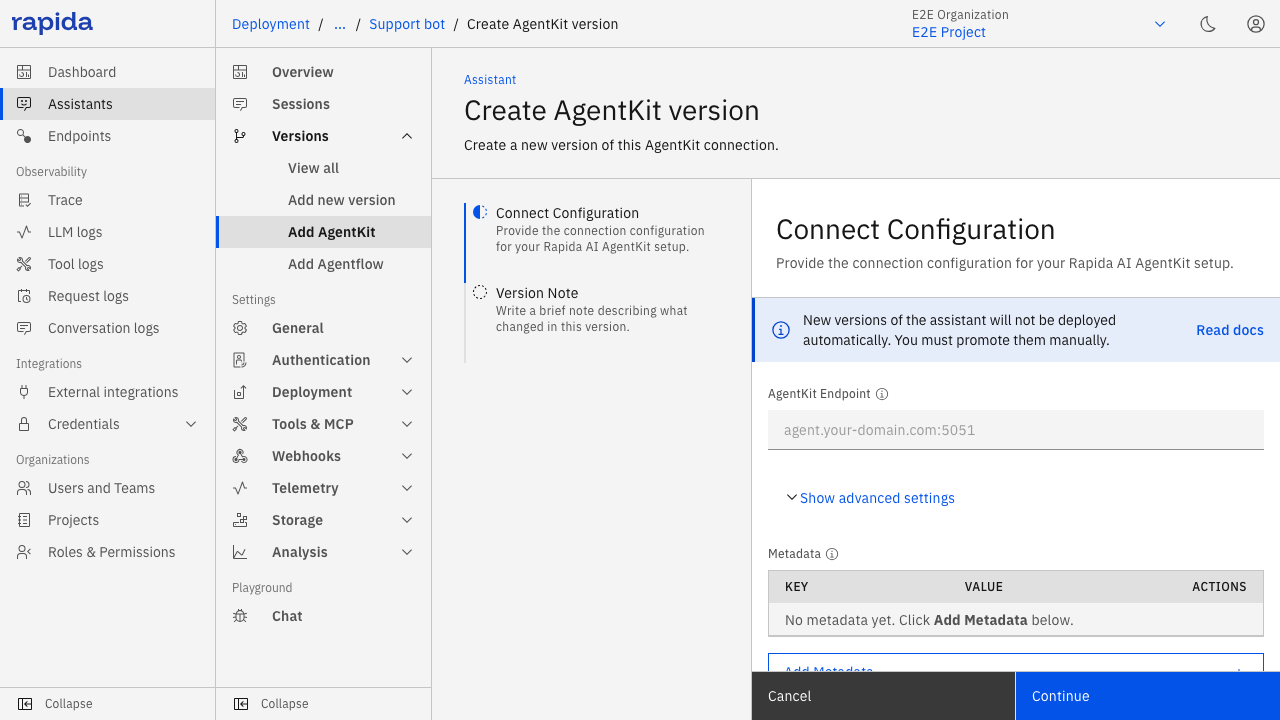 rapida
Deployment / ... / Support bot / Create AgentKit version
E2E Organization
E2E Project
Dashboard
Assistants
Endpoints
Observability
Trace
LLM logs
Tool logs
Request logs
Conversation logs
Integrations
External integrations
Credentials
Organizations
Users and Teams
Projects
Roles & Permissions
Collapse
Overview
Sessions
Versions
View all
Add new version
Add AgentKit
Add Agentflow
Settings
General
Authentication
Deployment
Tools & MCP
Webhooks
Telemetry
Storage
Analysis
Playground
Chat
Collapse
Assistant
Create AgentKit version
Create a new version of this AgentKit connection.
Connect Configuration
Provide the connection configuration
for your Rapida AI AgentKit setup.
Version Note
Write a brief note describing what
changed in this version.
Connect Configuration
Provide the connection configuration for your Rapida AI AgentKit setup.
New versions of the assistant will not be deployed
automatically. You must promote them manually.
Read docs
AgentKit Endpoint
agent.your-domain.com:5051
Show advanced settings
Metadata
KEY VALUE ACTIONS
No metadata yet. Click Add Metadata below.
Add Metadata
Cancel
Continue